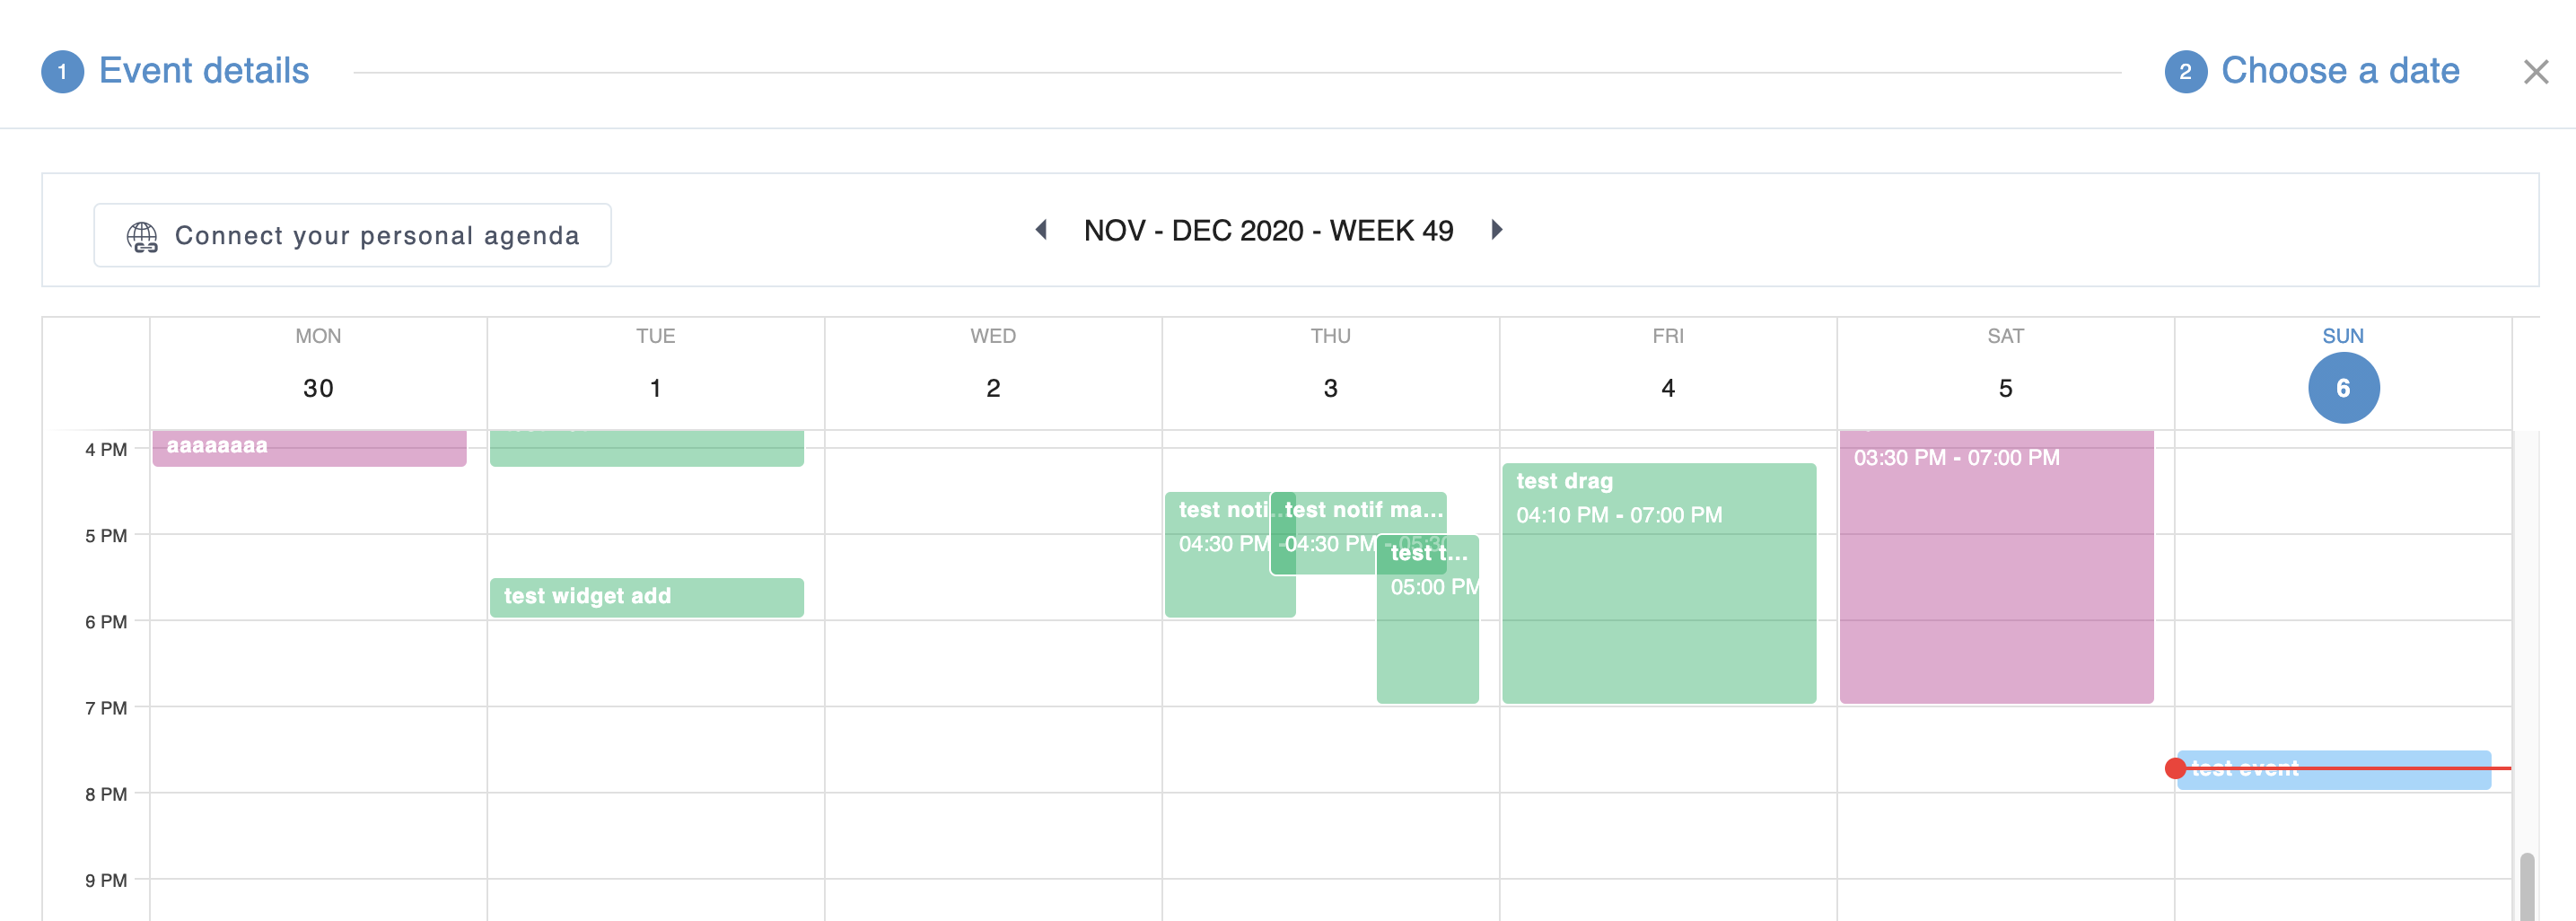 1 Event details
2 Choose a date
Connect your personal agenda
NOV - DEC 2020 - WEEK 49
MON TUE WED THU FRI SAT SUN
30 1 2 3 4 5 6
4 PM
5 PM
6 PM
7 PM
8 PM
9 PM
aaaaaaaa
test widget add
test noti...
04:30 PM -
test notif ma...
04:30 PM - 05:30
test t...
05:00 PM
test drag
04:10 PM - 07:00 PM
03:30 PM - 07:00 PM
test event